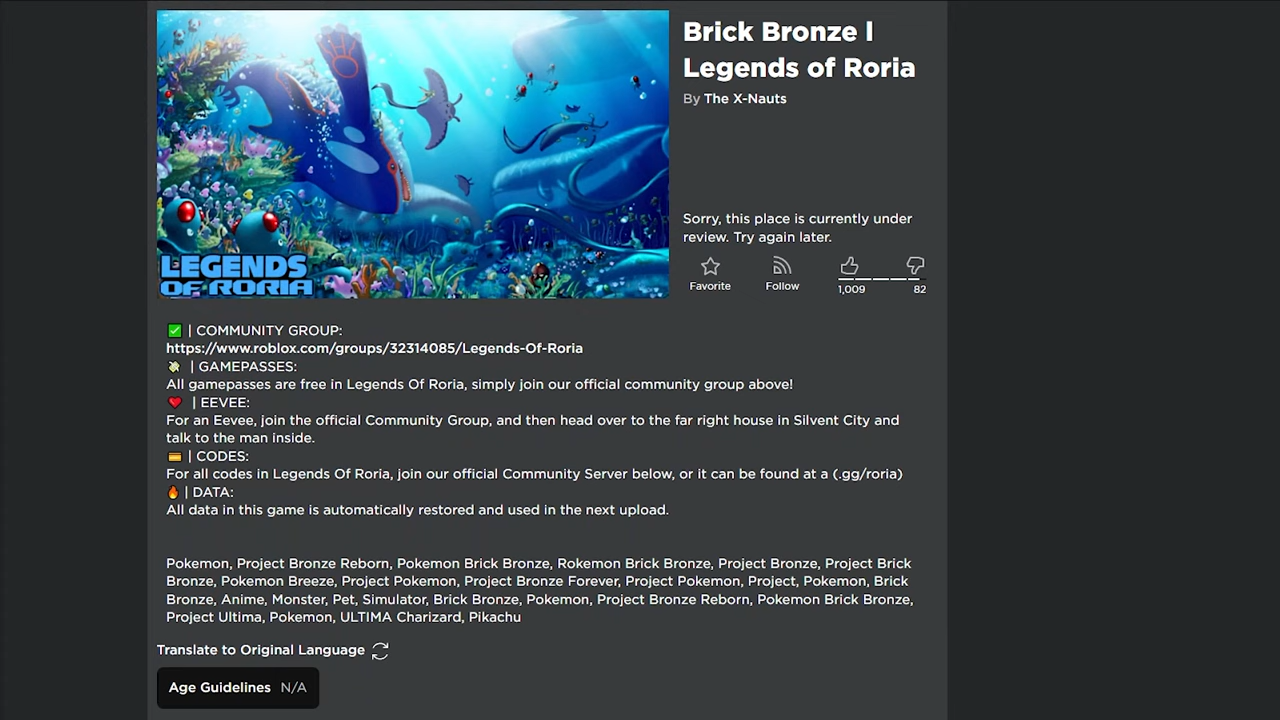 Brick Bronze |
Legends of Roria
By The X-Nauts
Sorry, this place is currently under
review. Try again later.
Favorite
Follow
1,009
82
LEGENDS
OF RORIA
✅ | COMMUNITY GROUP:
https://www.roblox.com/groups/32314085/Legends-Of-Roria
💸 | GAMEPASSES:
All gamepasses are free in Legends Of Roria, simply join our official community group above!
❤️ | EEVEE:
For an Eevee, join the official Community Group, and then head over to the far right house in Silvent City and
talk to the man inside.
💳 | CODES:
For all codes in Legends Of Roria, join our official Community Server below, or it can be found at a (.gg/roria)
🔥 | DATA:
All data in this game is automatically restored and used in the next upload.
Pokemon, Project Bronze Reborn, Pokemon Brick Bronze, Rokemon Brick Bronze, Project Bronze, Project Brick
Bronze, Pokemon Breeze, Project Pokemon, Project Bronze Forever, Project Pokemon, Project, Pokemon, Brick
Bronze, Anime, Monster, Pet, Simulator, Brick Bronze, Pokemon, Project Bronze Reborn, Pokemon Brick Bronze,
Project Ultima, Pokemon, ULTIMA Charizard, Pikachu
Translate to Original Language
Age Guidelines N/A